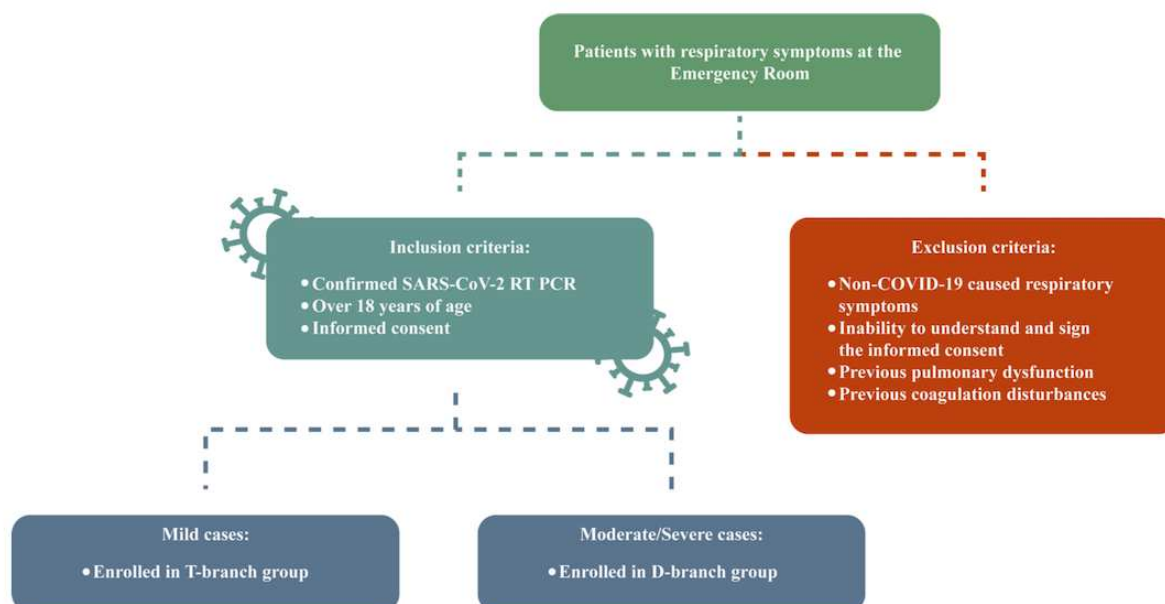 Patients with respiratory symptoms at the
Emergency Room
Inclusion criteria:
• Confirmed SARS-CoV-2 RT PCR
• Over 18 years of age
• Informed consent
Exclusion criteria:
• Non-COVID-19 caused respiratory
symptoms
• Inability to understand and sign
the informed consent
• Previous pulmonary dysfunction
• Previous coagulation disturbances
Mild cases:
• Enrolled in T-branch group
Moderate/Severe cases:
• Enrolled in D-branch group